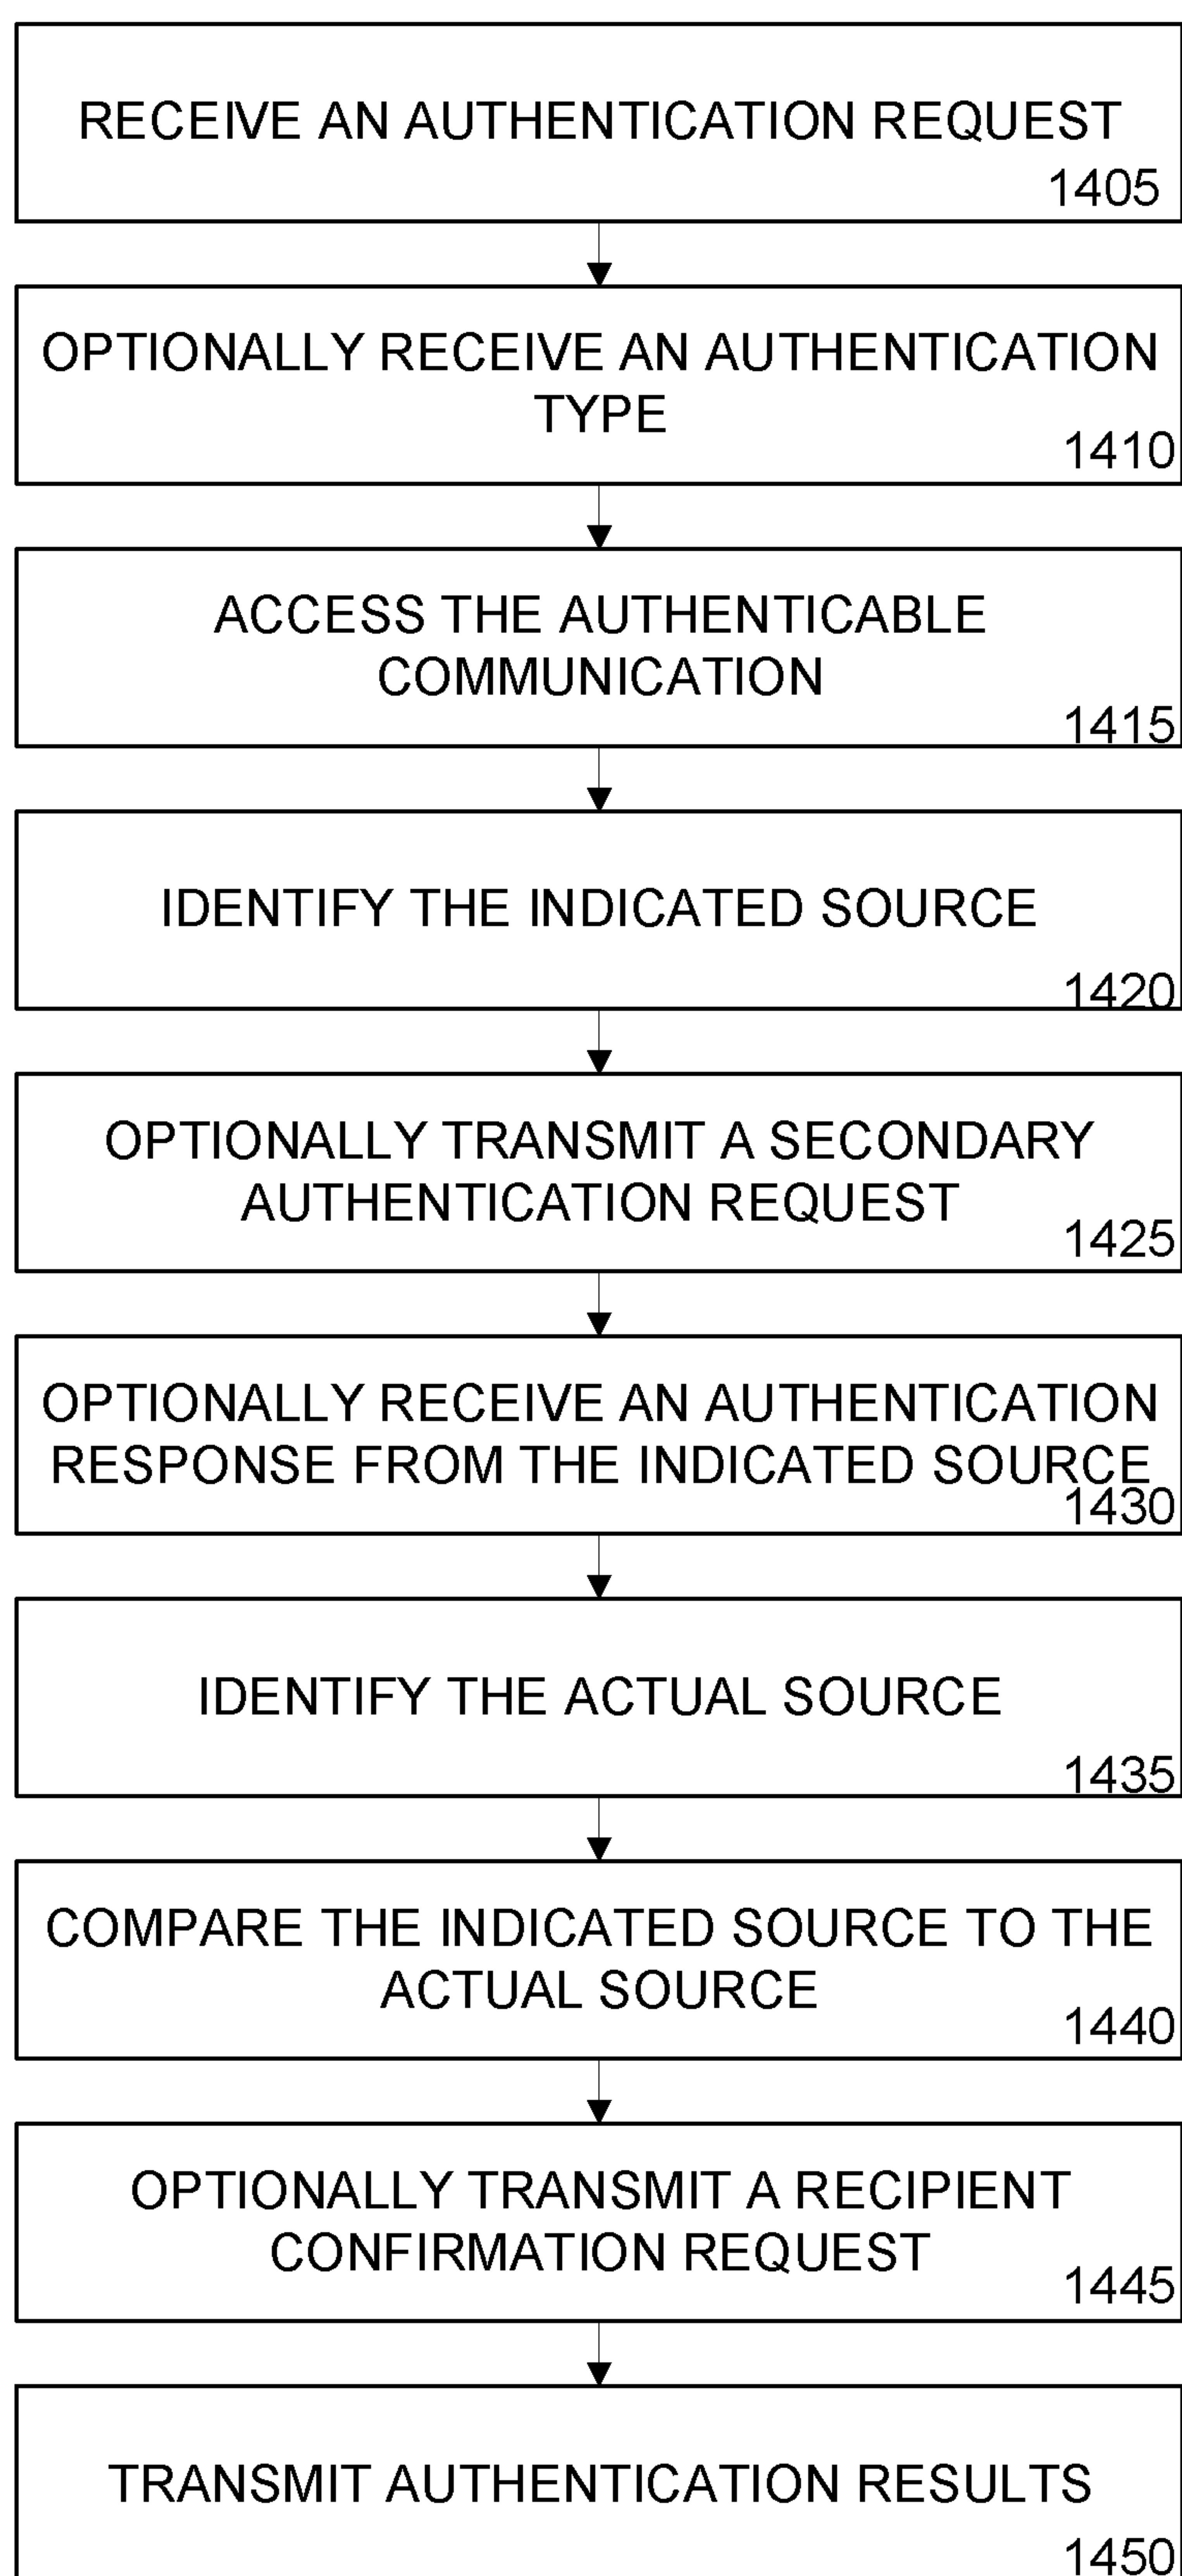 RECEIVE AN AUTHENTICATION REQUEST
1405
OPTIONALLY RECEIVE AN AUTHENTICATION
TYPE
1410
ACCESS THE AUTHENTICABLE
COMMUNICATION
1415
IDENTIFY THE INDICATED SOURCE
1420
OPTIONALLY TRANSMIT A SECONDARY
AUTHENTICATION REQUEST
1425
OPTIONALLY RECEIVE AN AUTHENTICATION
RESPONSE FROM THE INDICATED SOURCE
1430
IDENTIFY THE ACTUAL SOURCE
1435
COMPARE THE INDICATED SOURCE TO THE
ACTUAL SOURCE
1440
OPTIONALLY TRANSMIT A RECIPIENT
CONFIRMATION REQUEST
1445
TRANSMIT AUTHENTICATION RESULTS
1450